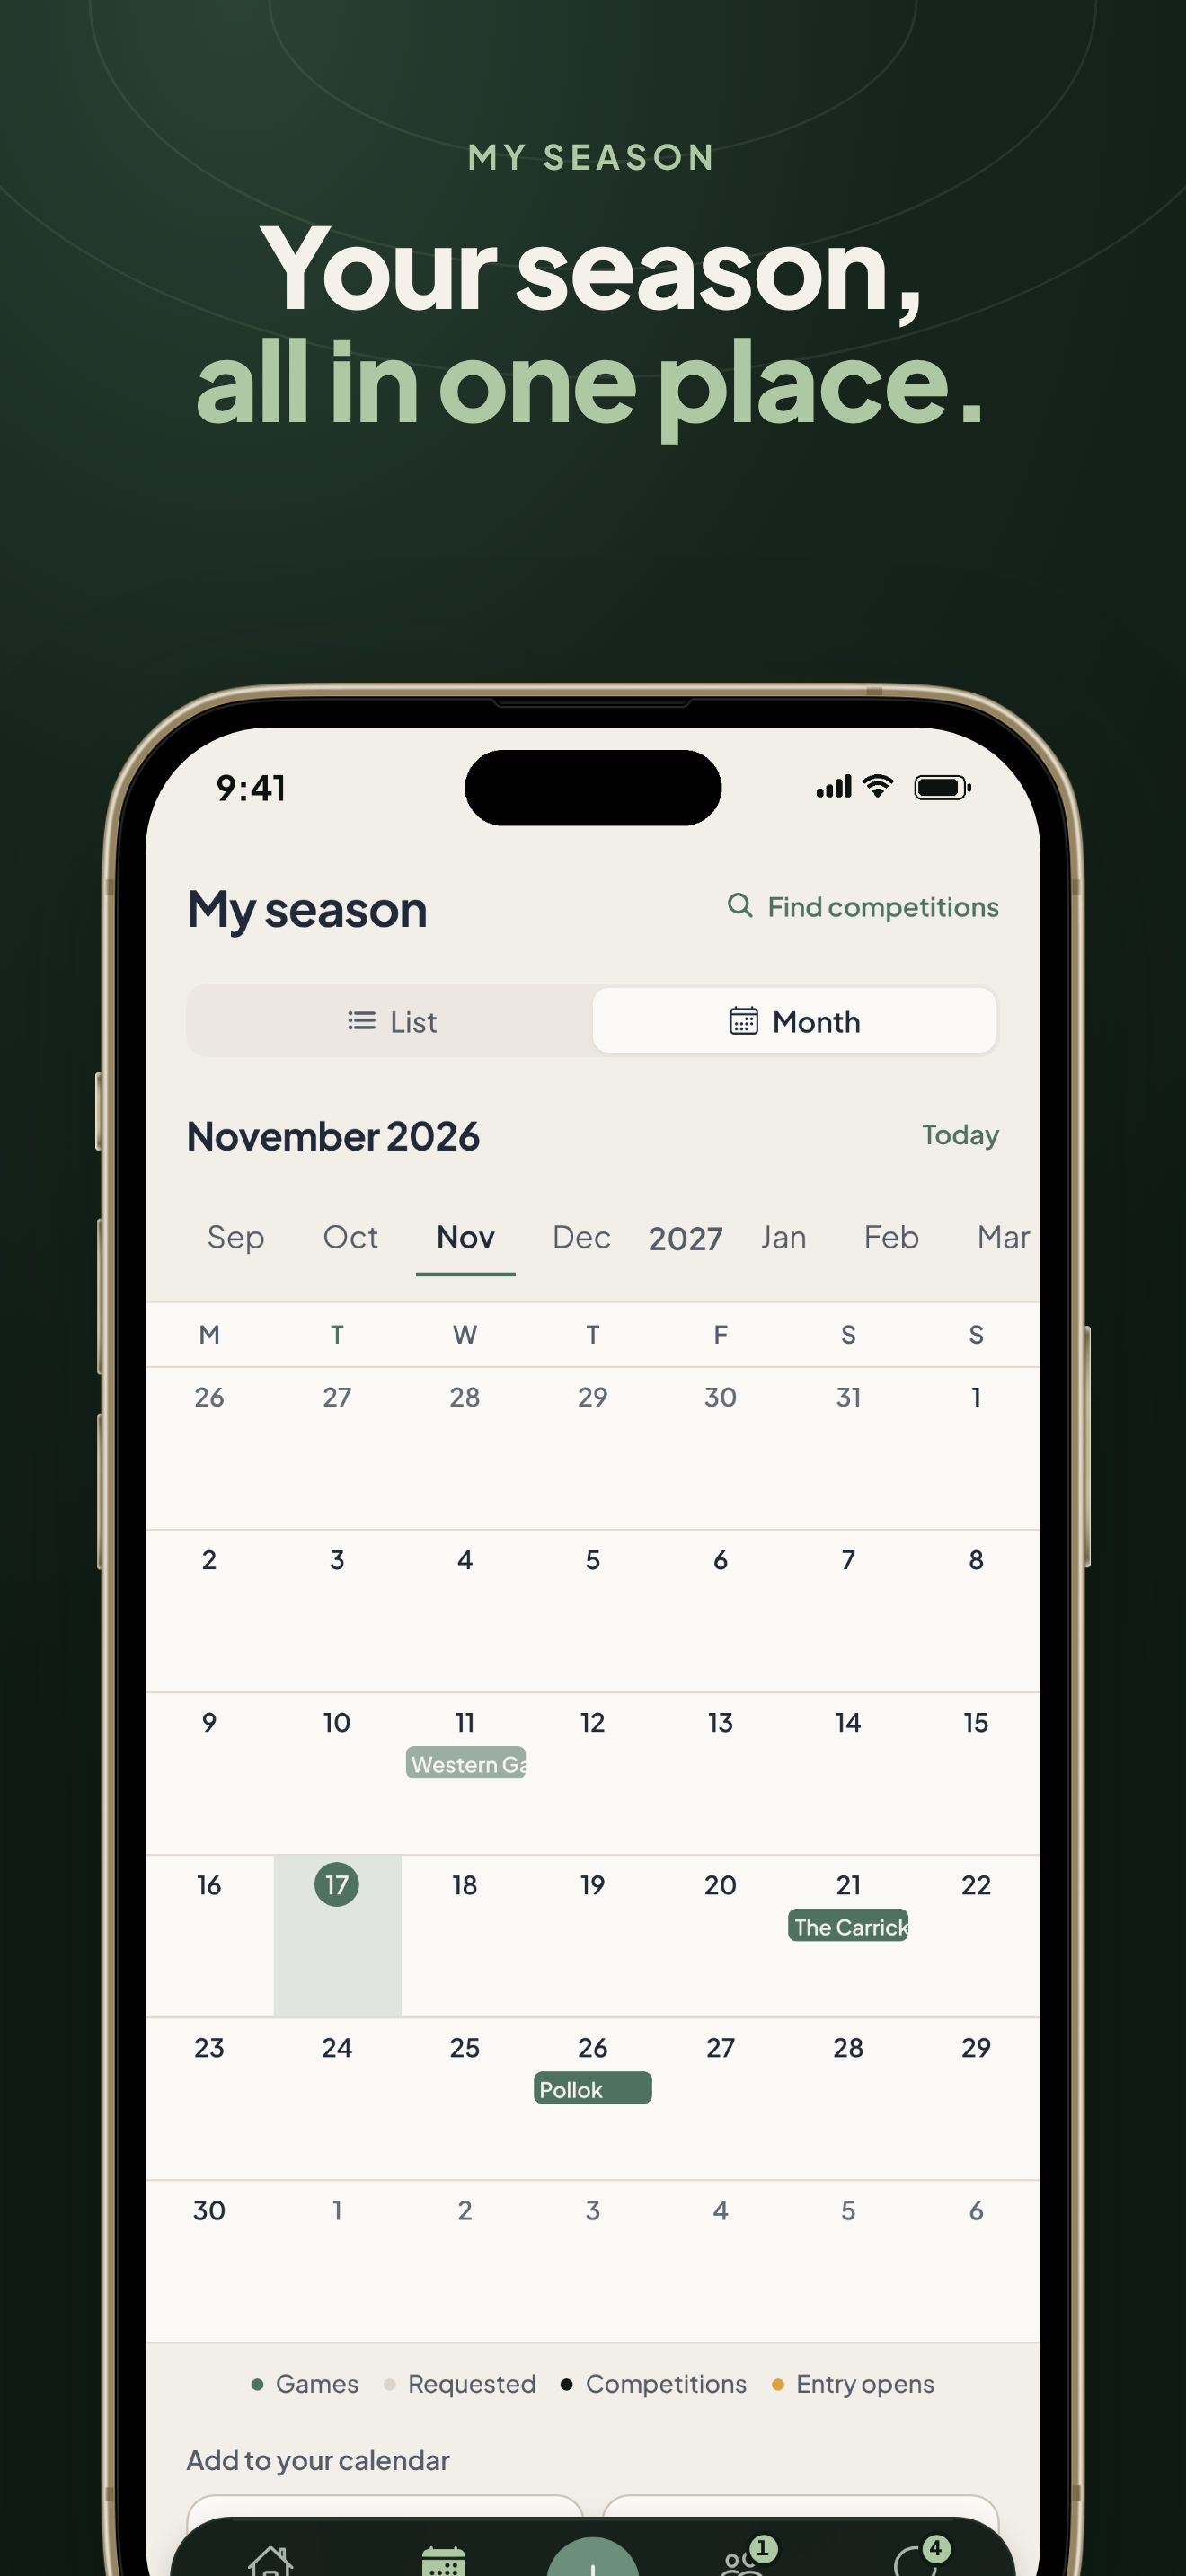 MY SEASON
Your season,
all in one place.
9:41
My season
Find competitions
List
Month
November 2026
Today
Sep Oct Nov Dec 2027 Jan Feb Mar
M T W T F S S
26 27 28 29 30 31 1
2 3 4 5 6 7 8
9 10 11 12 13 14 15
Western Ga
16 17 18 19 20 21 22
The Carrick
23 24 25 26 27 28 29
Pollok
30 1 2 3 4 5 6
Games Requested Competitions Entry opens
Add to your calendar
1 4